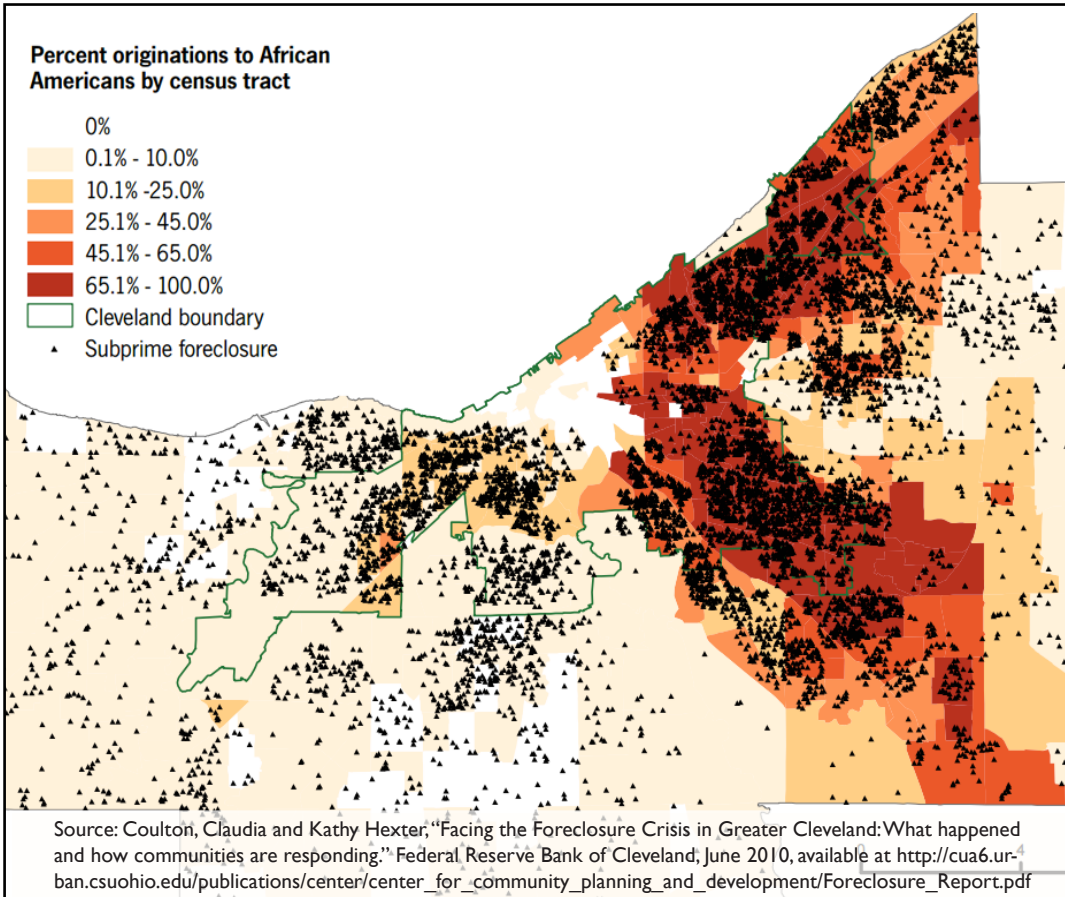 Percent originations to African
Americans by census tract
0%
0.1% - 10.0%
10.1% -25.0%
25.1% - 45.0%
45.1% - 65.0%
65.1% - 100.0%
Cleveland boundary
Subprime foreclosure
Source: Coulton, Claudia and Kathy Hexter, “Facing the Foreclosure Crisis in Greater Cleveland: What happened
and how communities are responding.” Federal Reserve Bank of Cleveland, June 2010, available at http://cua6.ur-
ban.csuohio.edu/publications/center/center_for_community_planning_and_development/Foreclosure_Report.pdf
0 4